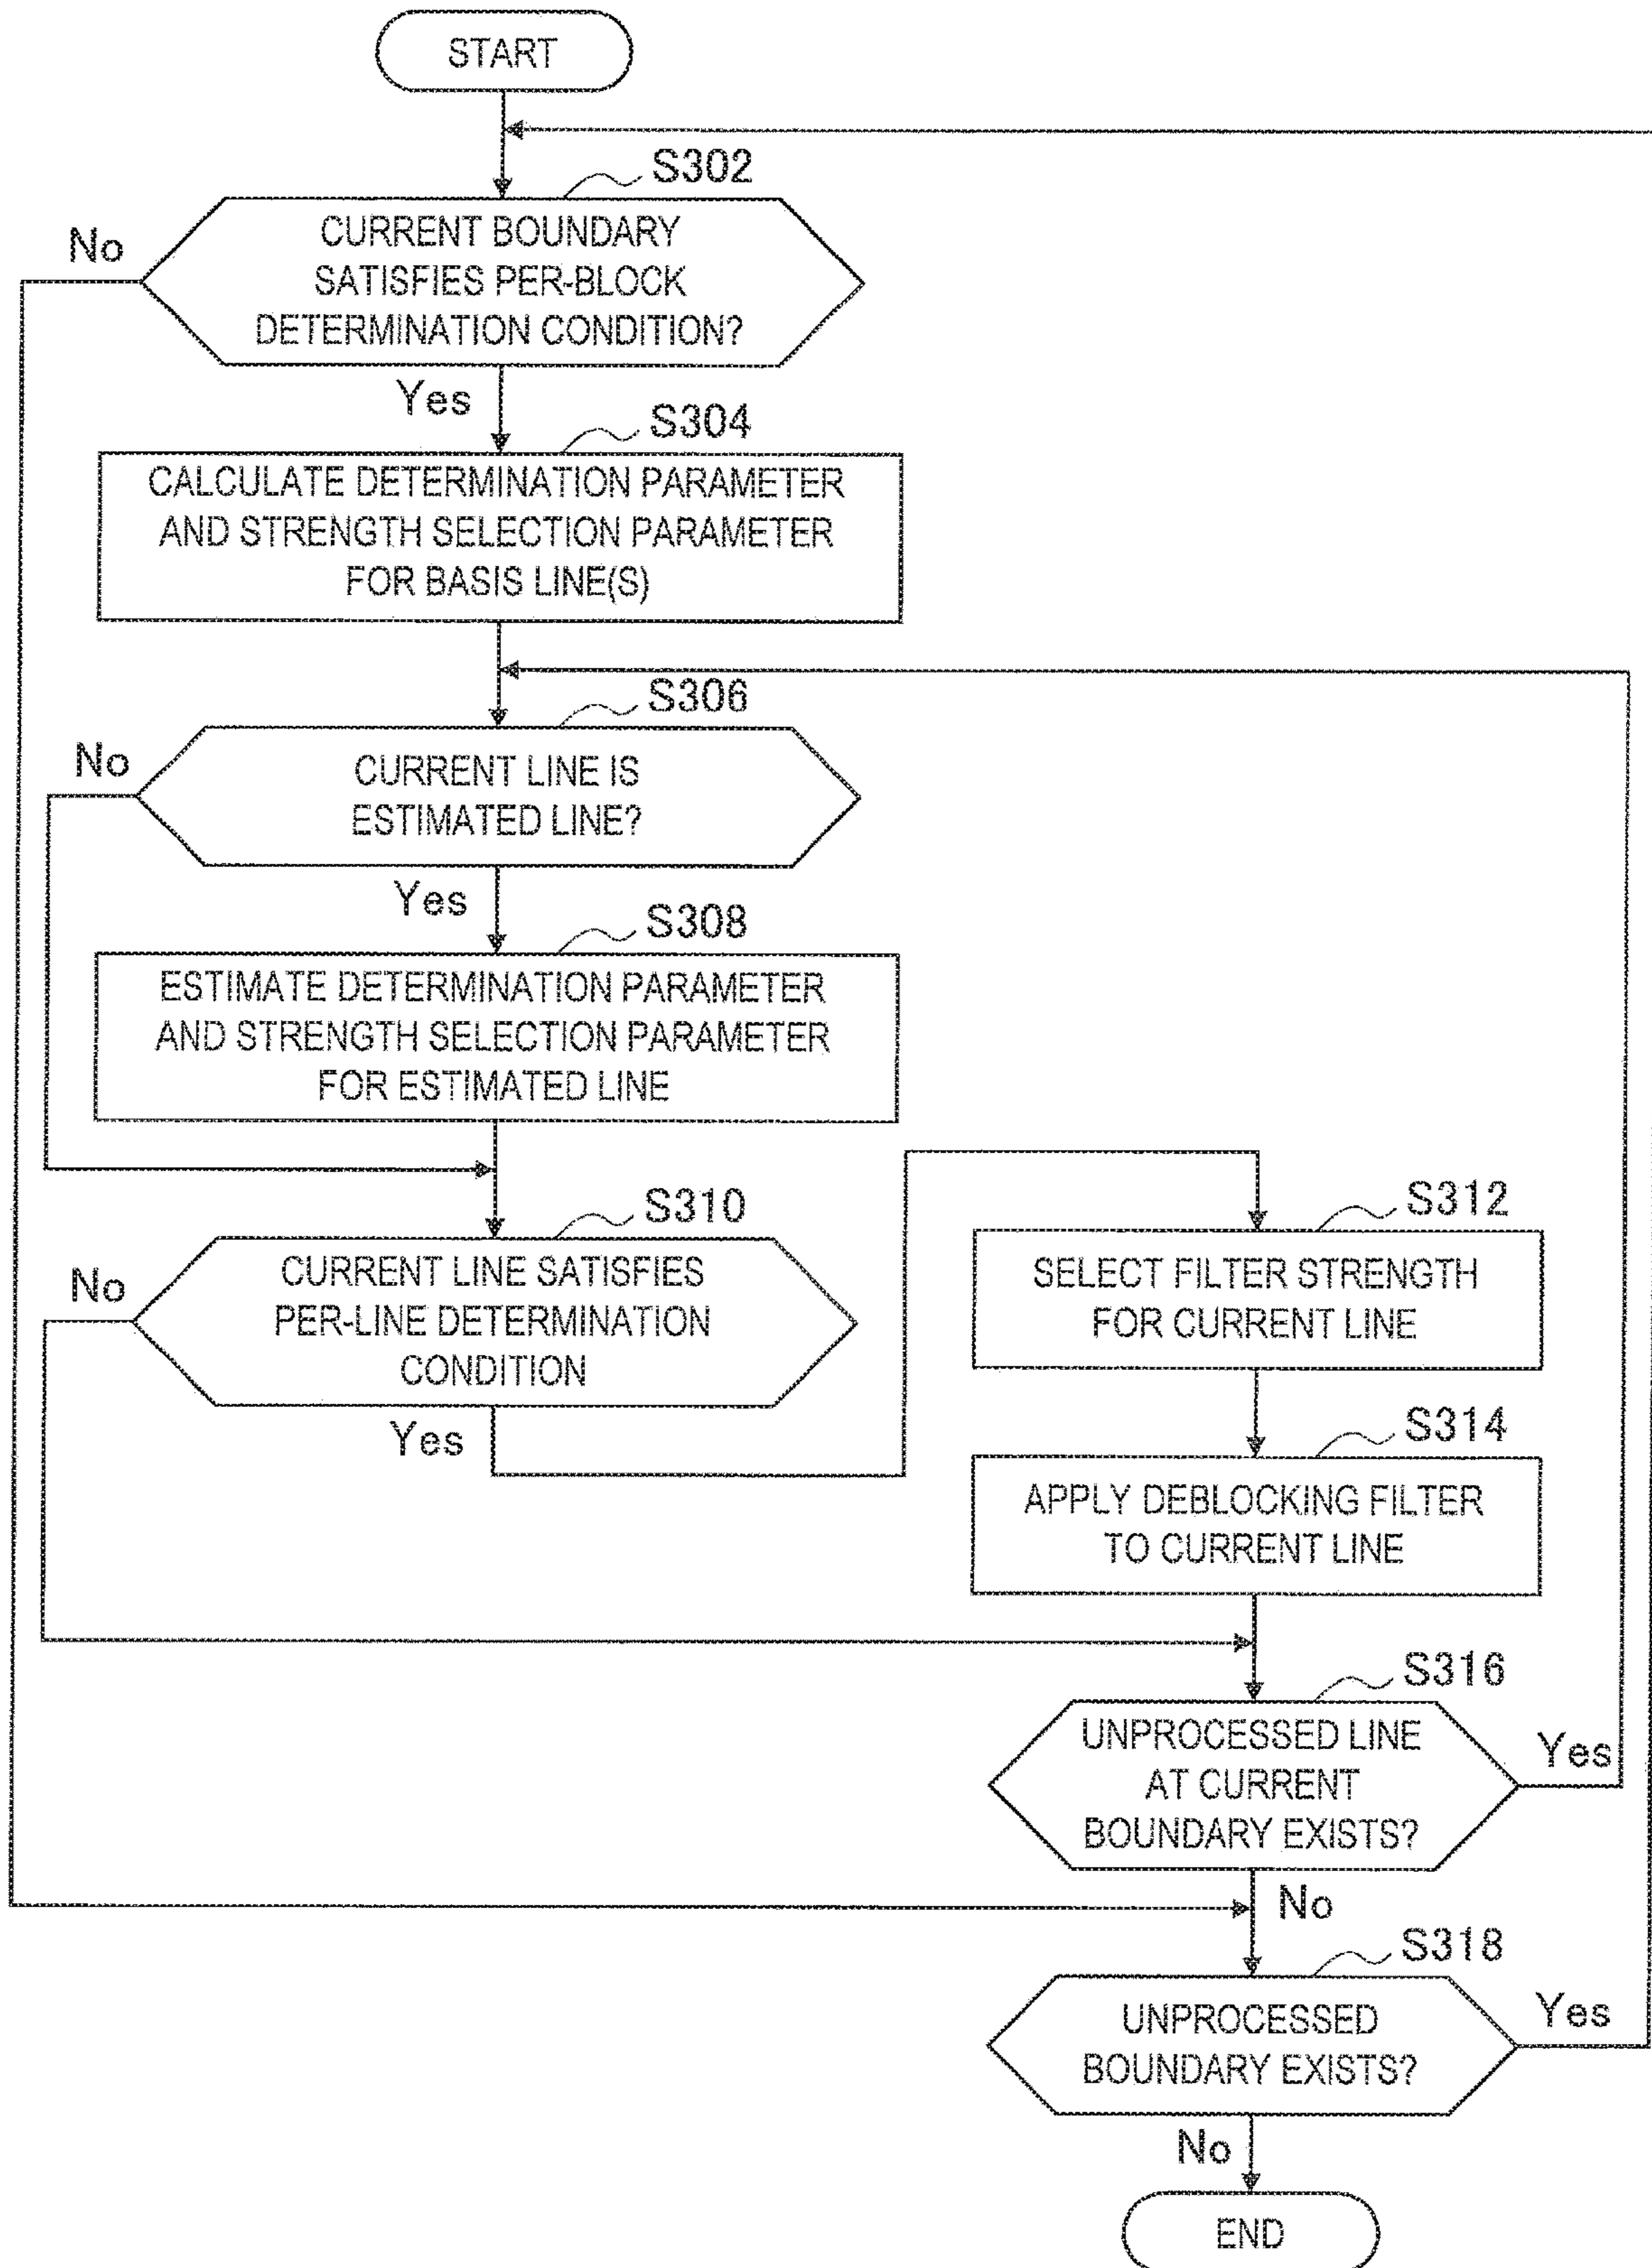 START
S302
CURRENT BOUNDARY
SATISFIES PER-BLOCK
DETERMINATION CONDITION?
No
Yes
S304
CALCULATE DETERMINATION PARAMETER
AND STRENGTH SELECTION PARAMETER
FOR BASIS LINE(S)
S306
No
CURRENT LINE IS
ESTIMATED LINE?
Yes
S308
ESTIMATE DETERMINATION PARAMETER
AND STRENGTH SELECTION PARAMETER
FOR ESTIMATED LINE
S310
No
CURRENT LINE SATISFIES
PER-LINE DETERMINATION
CONDITION
Yes
S312
SELECT FILTER STRENGTH
FOR CURRENT LINE
S314
APPLY DEBLOCKING FILTER
TO CURRENT LINE
S316
UNPROCESSED LINE
AT CURRENT
BOUNDARY EXISTS?
Yes
No
S318
UNPROCESSED
BOUNDARY EXISTS?
Yes
No
END